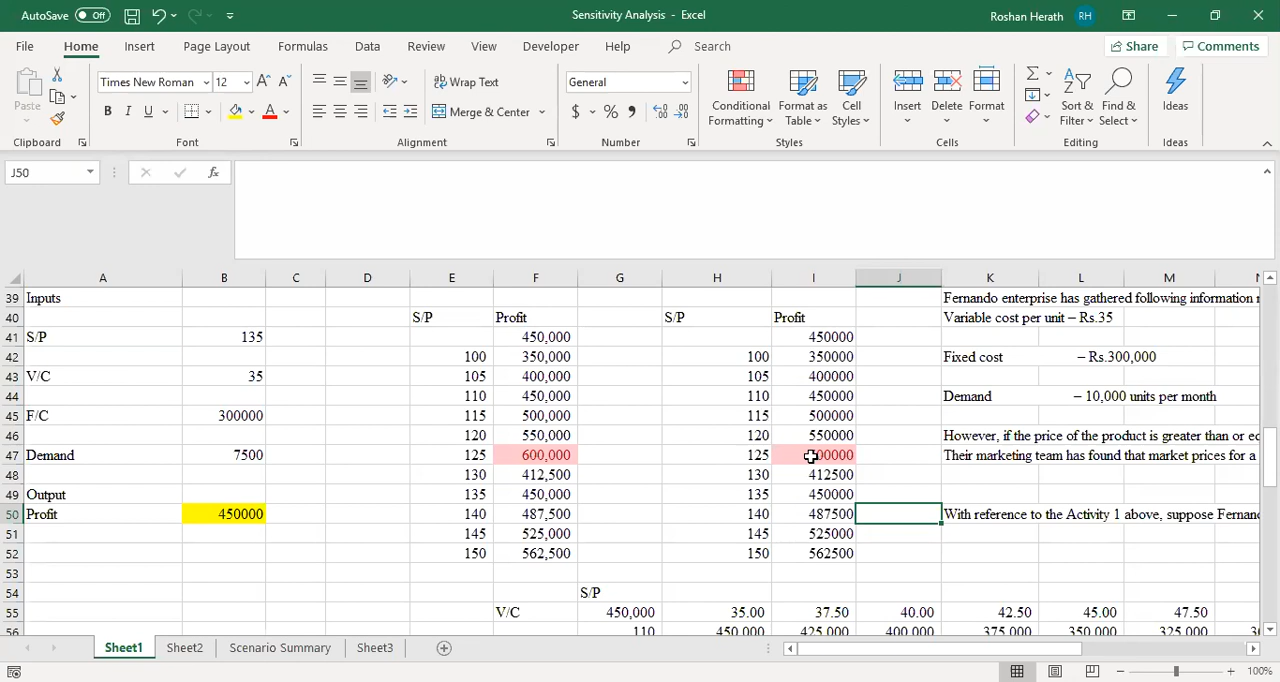 AutoSave Off Sensitivity Analysis - Excel Roshan Herath RH
File Home Insert Page Layout Formulas Data Review View Developer Help Search Share Comments
Paste Times New Roman 12 Wrap Text General Conditional Formatting Format as Table Cell Styles Insert Delete Format Sort & Filter Find & Select Ideas
B I U Merge & Center $ % ,
Clipboard Font Alignment Number Styles Cells Editing Ideas
J50 fx
A B C D E F G H I J K L M
39 Inputs Fernando enterprise has gathered following information
40 S/P Profit S/P Profit Variable cost per unit – Rs.35
41 S/P 135 450,000 450000
42 100 350,000 100 350000 Fixed cost – Rs.300,000
43 V/C 35 105 400,000 105 400000
44 110 450,000 110 450000 Demand – 10,000 units per month
45 F/C 300000 115 500,000 115 500000
46 120 550,000 120 550000 However, if the price of the product is greater than or
47 Demand 7500 125 600,000 125 Their marketing team has found that market prices for a
48 130 412,500 130 412500
49 Output 135 450,000 135 450000
50 Profit 450000 140 487,500 140 487500 With reference to the Activity 1 above, suppose
51 145 525,000 145 525000
52 150 562,500 150 562500
53
54 S/P
55 V/C 450,000 35.00 37.50 40.00 42.50 45.00 47.50
56 110 450,000 425,000 400,000 375,000 350,000 325,000
Sheet1 Sheet2 Scenario Summary Sheet3
100%